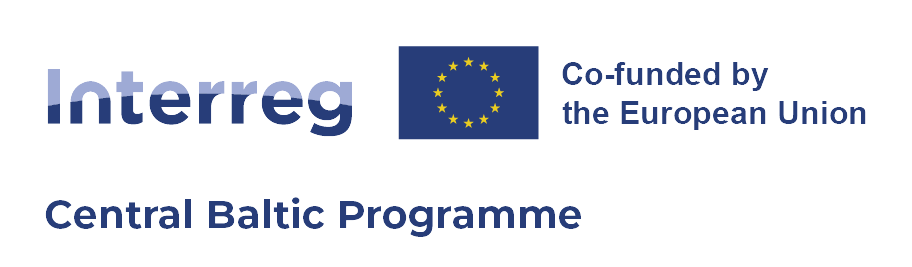 Interreg
Co-funded by
the European Union
Central Baltic Programme